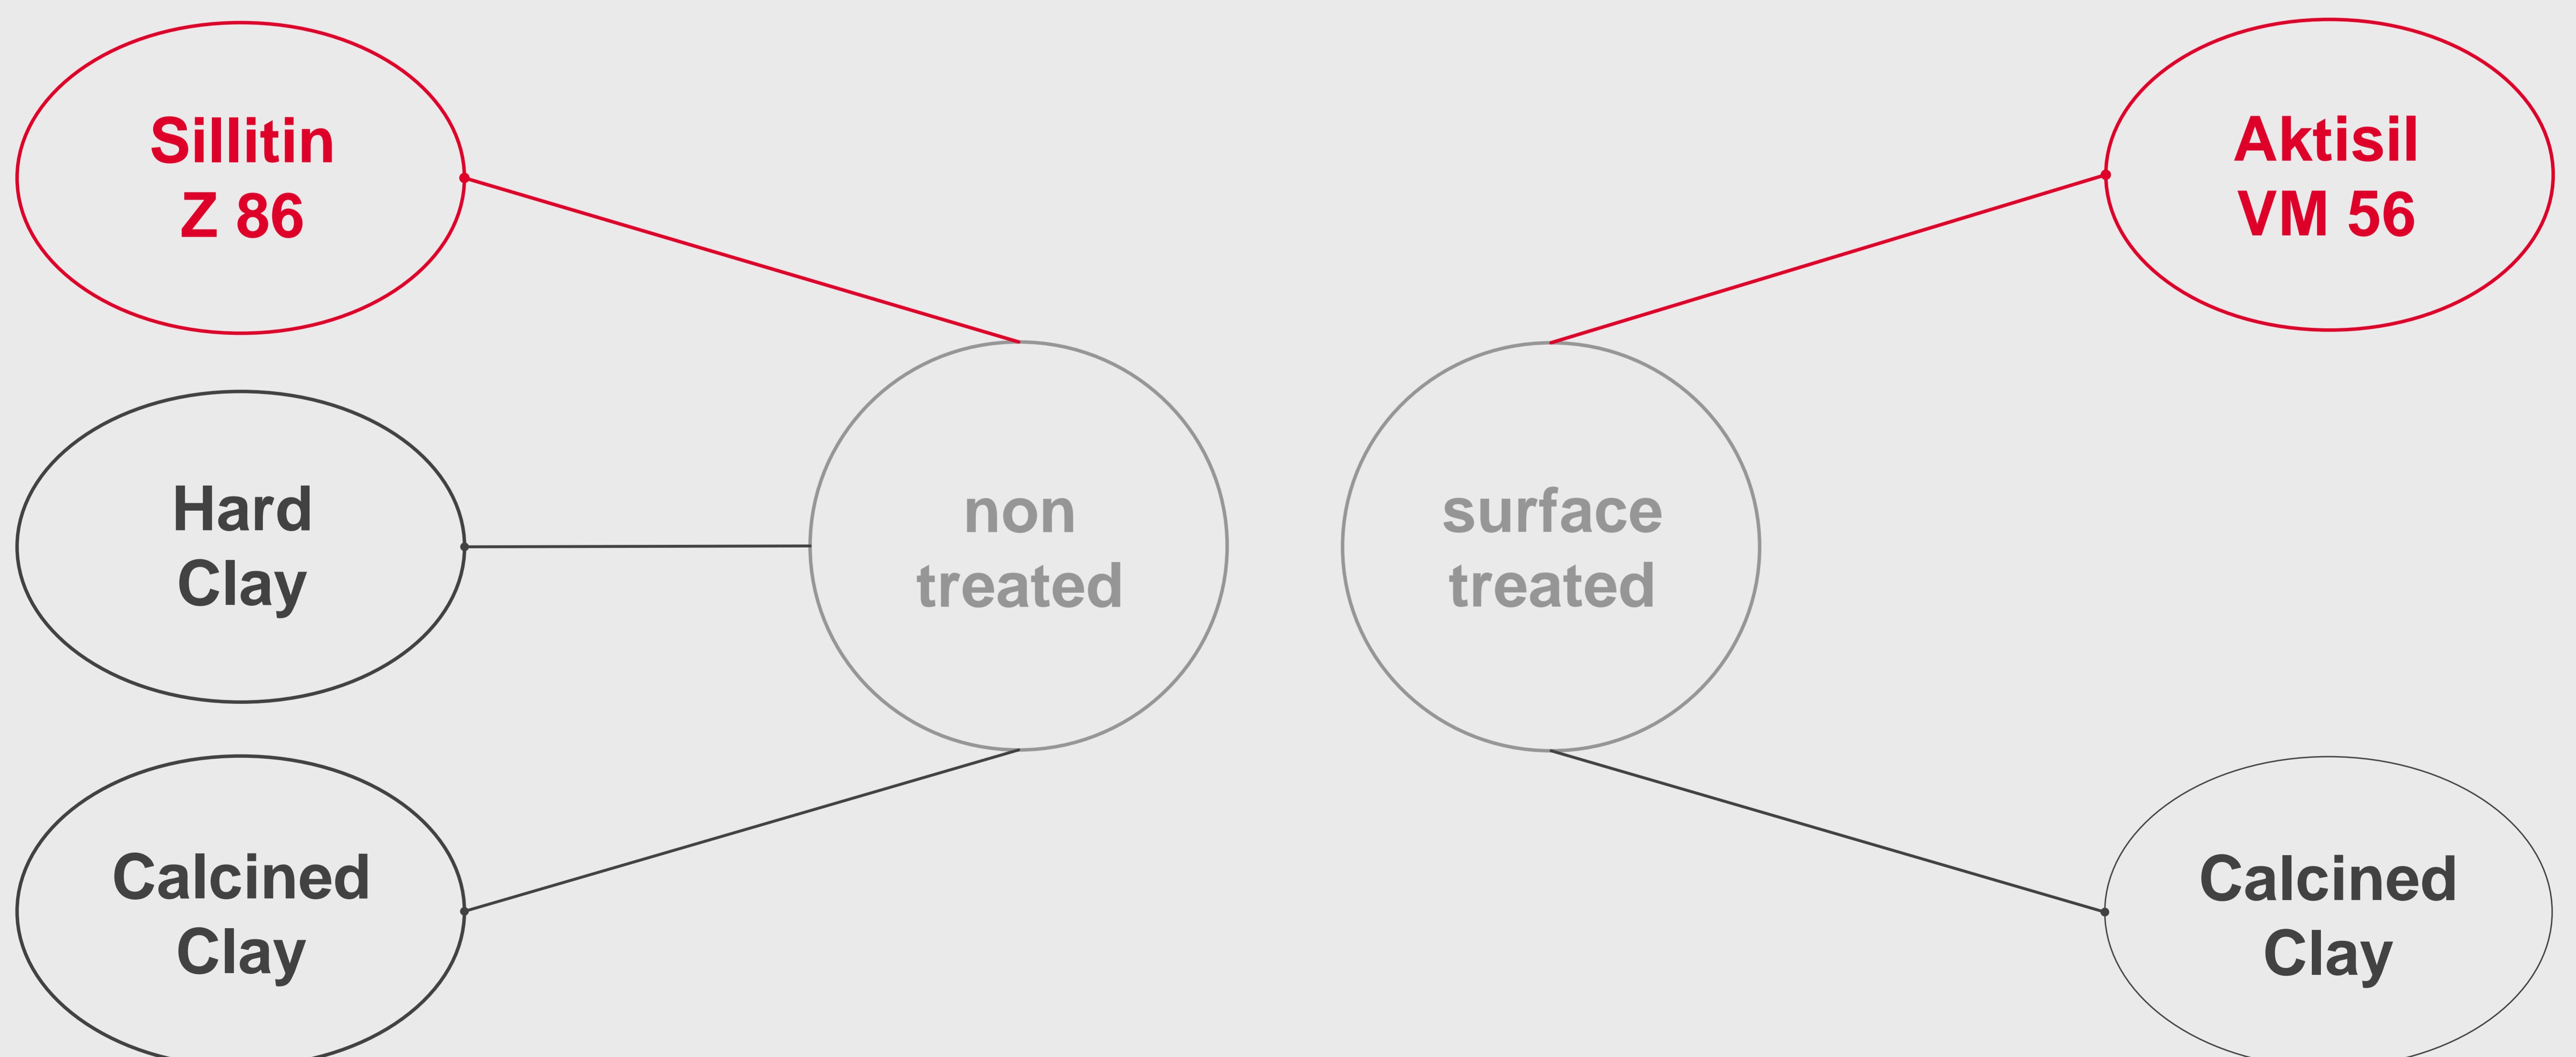 Sillitin
Z 86
Aktisil
VM 56
Hard
Clay
non
treated
surface
treated
Calcined
Clay
Calcined
Clay